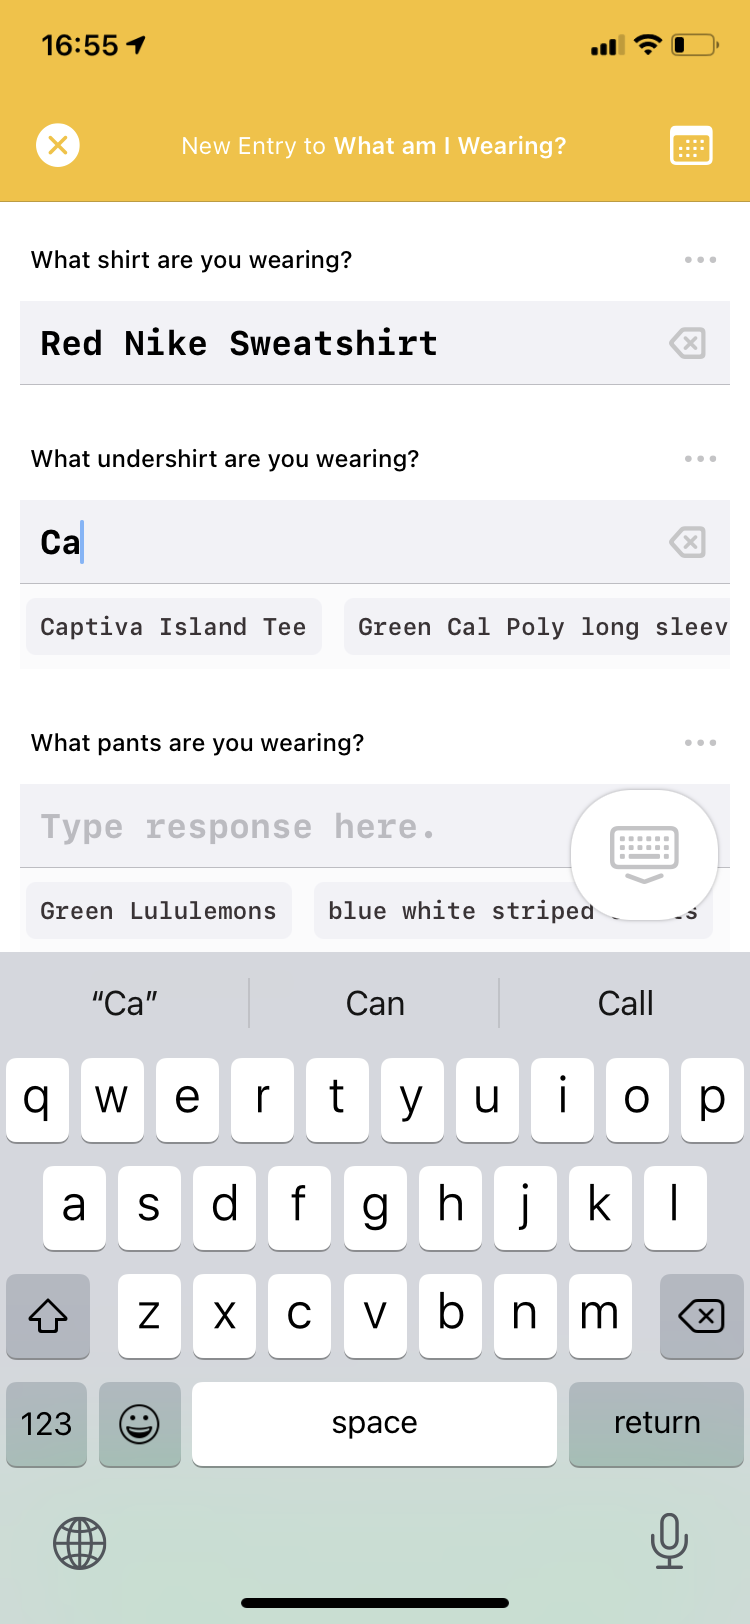 16:55
New Entry to What am I Wearing?
What shirt are you wearing?
Red Nike Sweatshirt
What undershirt are you wearing?
Ca
Captiva Island Tee Green Cal Poly long sleev
What pants are you wearing?
Type response here.
Green Lululemons blue white striped
“Ca” Can Call
q w e r t y u i o p
a s d f g h j k l
z x c v b n m
123 space return